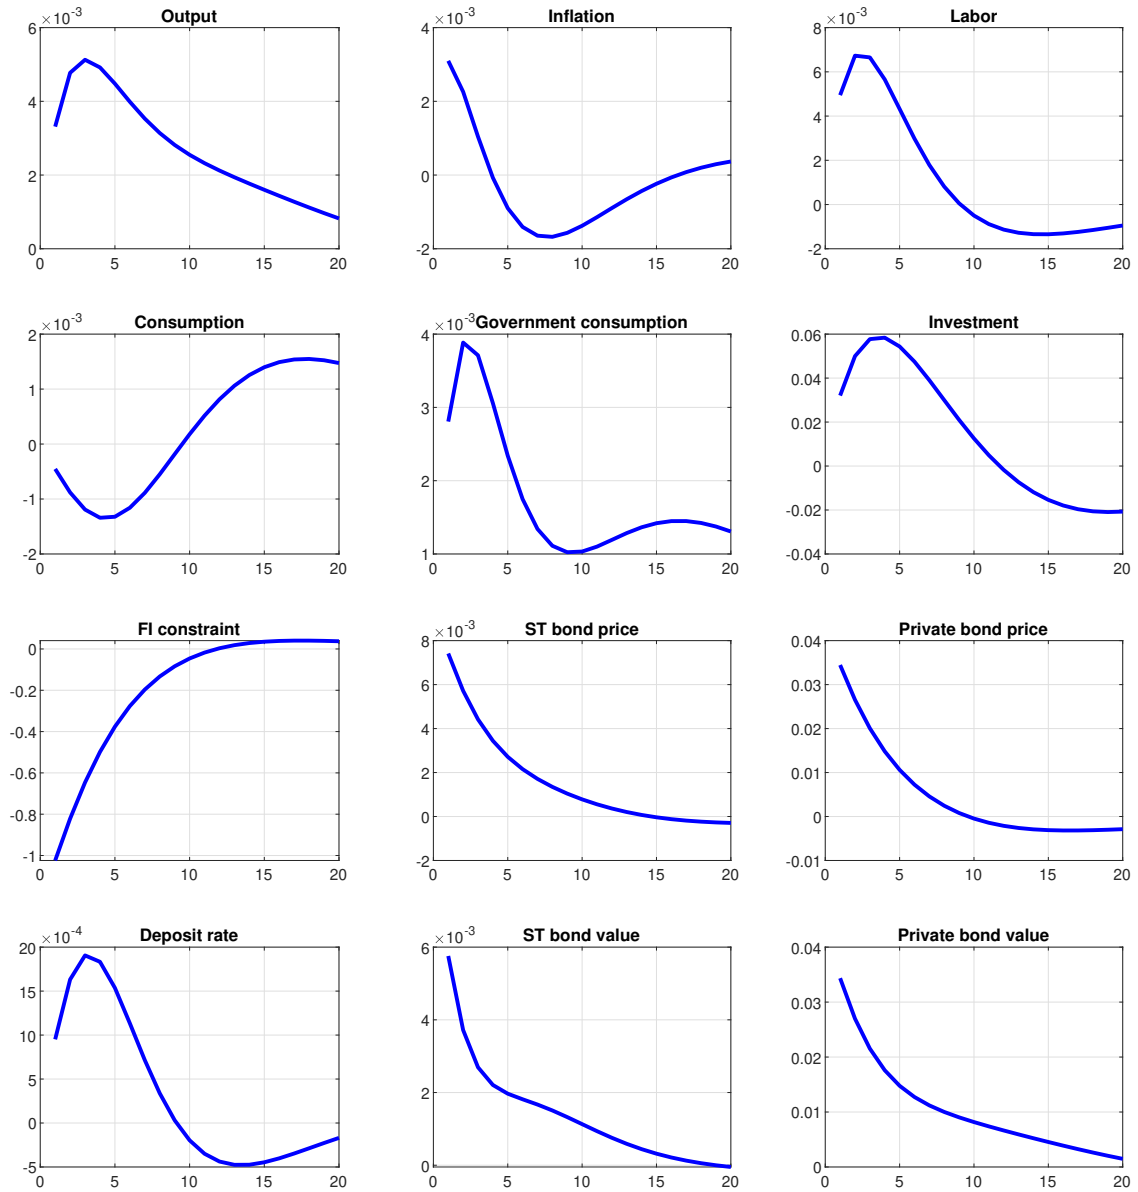 Output
×10⁻³
6
4
2
0
0 5 10 15 20
Inflation
×10⁻³
4
2
0
-2
0 5 10 15 20
Labor
×10⁻³
8
6
4
2
0
-2
0 5 10 15 20
Consumption
×10⁻³
2
1
0
-1
-2
0 5 10 15 20
Government consumption
×10⁻³
4
3
2
1
0 5 10 15 20
Investment
0.06
0.04
0.02
0
-0.02
-0.04
0 5 10 15 20
FI constraint
0
-0.2
-0.4
-0.6
-0.8
-1
0 5 10 15 20
ST bond price
×10⁻³
8
6
4
2
0
-2
0 5 10 15 20
Private bond price
0.04
0.03
0.02
0.01
0
-0.01
0 5 10 15 20
Deposit rate
×10⁻⁴
20
15
10
5
0
-5
0 5 10 15 20
ST bond value
×10⁻³
6
4
2
0
0 5 10 15 20
Private bond value
0.04
0.03
0.02
0.01
0
0 5 10 15 20